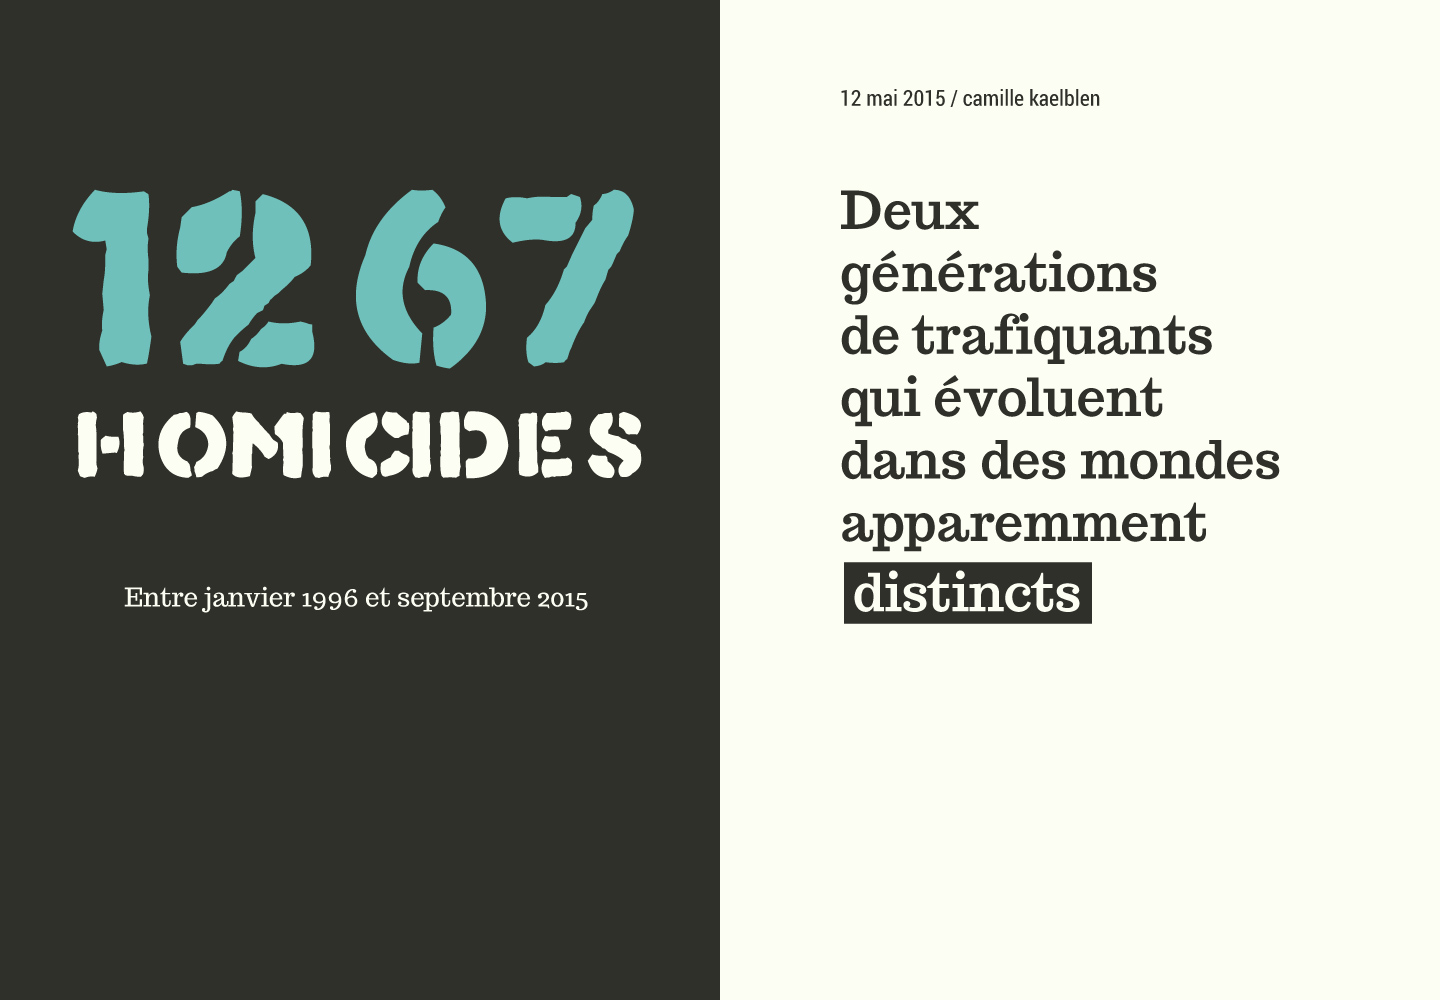 1267
HOMICIDES
Entre janvier 1996 et septembre 2015
12 mai 2015 / camille kaelblen
Deux
générations
de trafiquants
qui évoluent
dans des mondes
apparemment
distincts